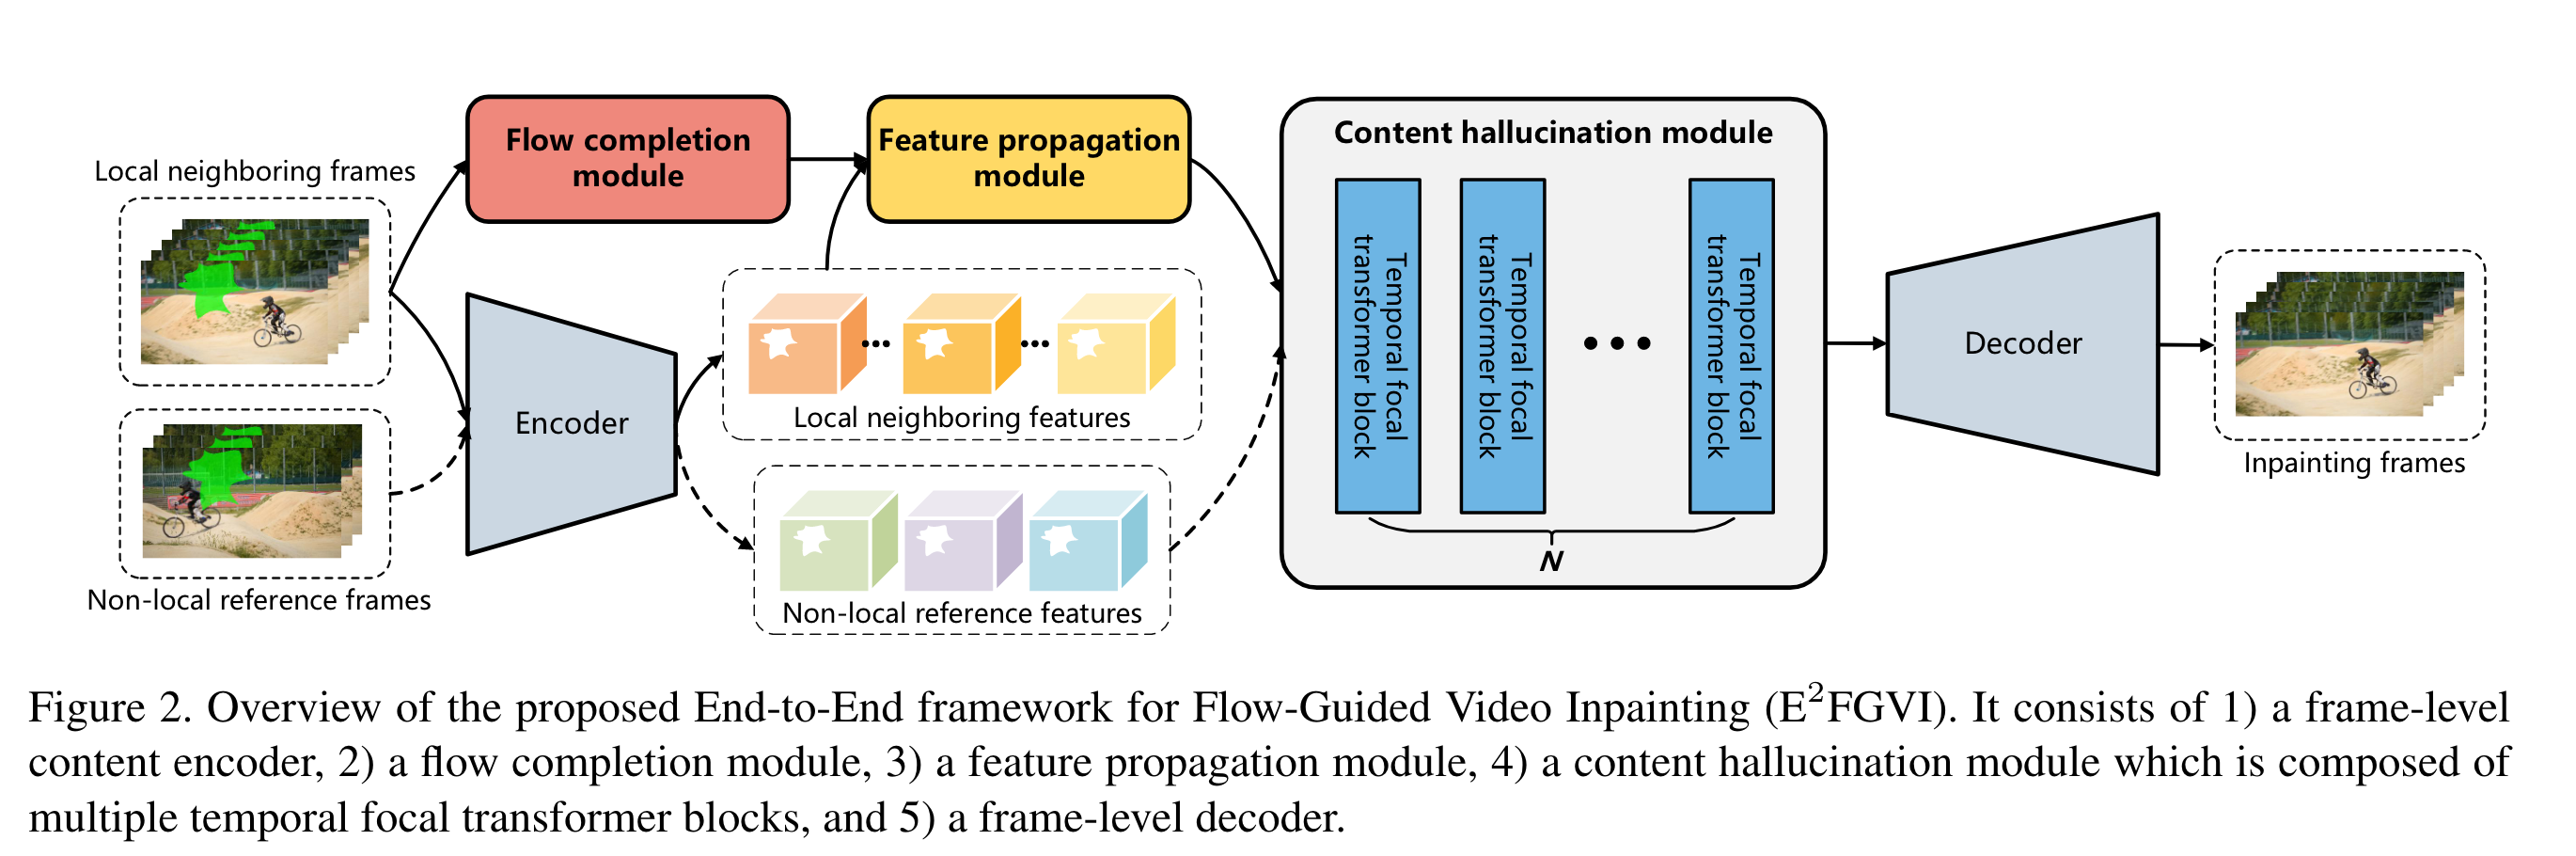 Local neighboring frames
Non-local reference frames
Flow completion
module
Feature propagation
module
Encoder
Local neighboring features
Non-local reference features
Content hallucination module
Temporal focal
transformer block
Temporal focal
transformer block
Temporal focal
transformer block
N
Decoder
Inpainting frames
Figure 2. Overview of the proposed End-to-End framework for Flow-Guided Video Inpainting (E²FGVI). It consists of 1) a frame-level
content encoder, 2) a flow completion module, 3) a feature propagation module, 4) a content hallucination module which is composed of
multiple temporal focal transformer blocks, and 5) a frame-level decoder.